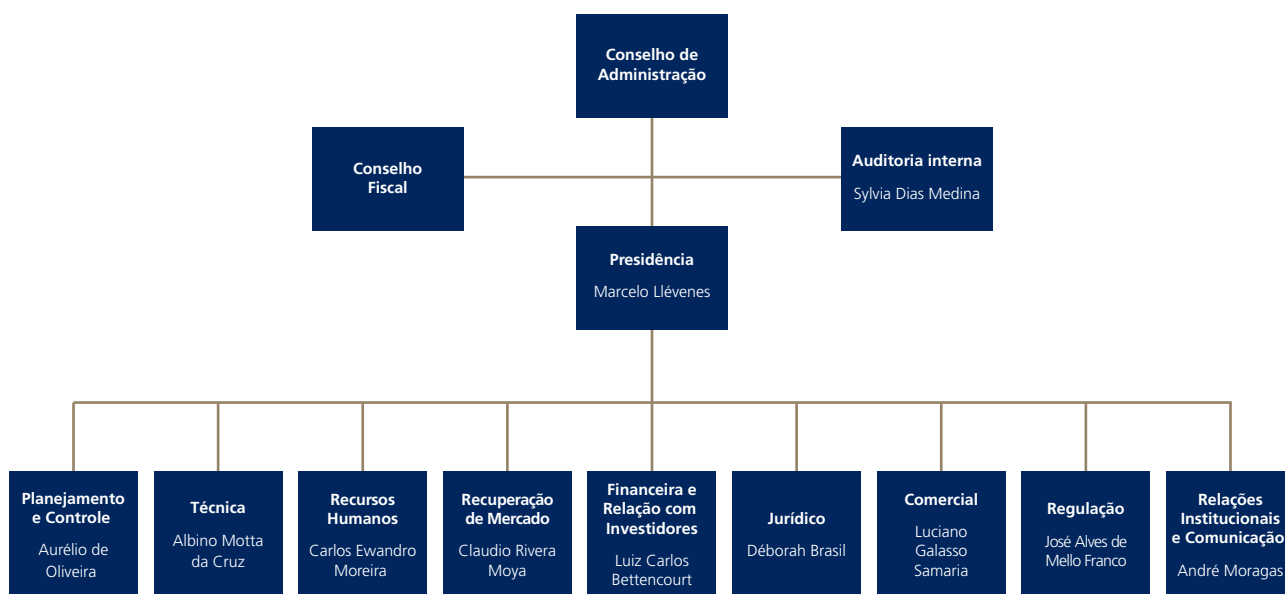 Conselho de
Administração
Conselho
Fiscal
Auditoria interna
Sylvia Dias Medina
Presidência
Marcelo Llévenes
Planejamento
e Controle
Aurélio de
Oliveira
Técnica
Albino Motta
da Cruz
Recursos
Humanos
Carlos Ewandro
Moreira
Recuperação
de Mercado
Claudio Rivera
Moya
Financeira e
Relação com
Investidores
Luiz Carlos
Bettencourt
Jurídico
Déborah Brasil
Comercial
Luciano
Galasso
Samaria
Regulação
José Alves de
Mello Franco
Relações
Institucionais
e Comunicação
André Moragas